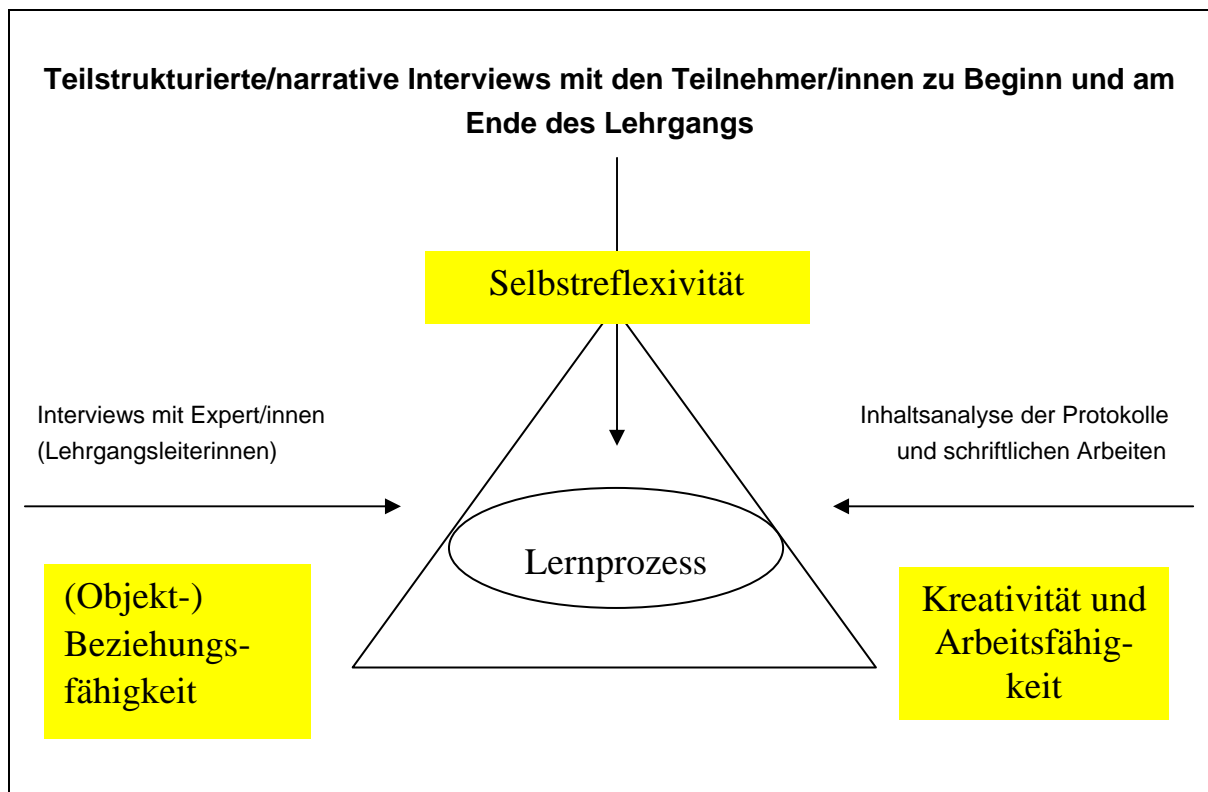 Teilstrukturierte/narrative Interviews mit den Teilnehmer/innen zu Beginn und am
Ende des Lehrgangs
Selbstreflexivität
Interviews mit Expert/innen
(Lehrgangsleiterinnen)
Inhaltsanalyse der Protokolle
und schriftlichen Arbeiten
Lernprozess
(Objekt-)
Beziehungs-
fähigkeit
Kreativität und
Arbeitsfähig-
keit